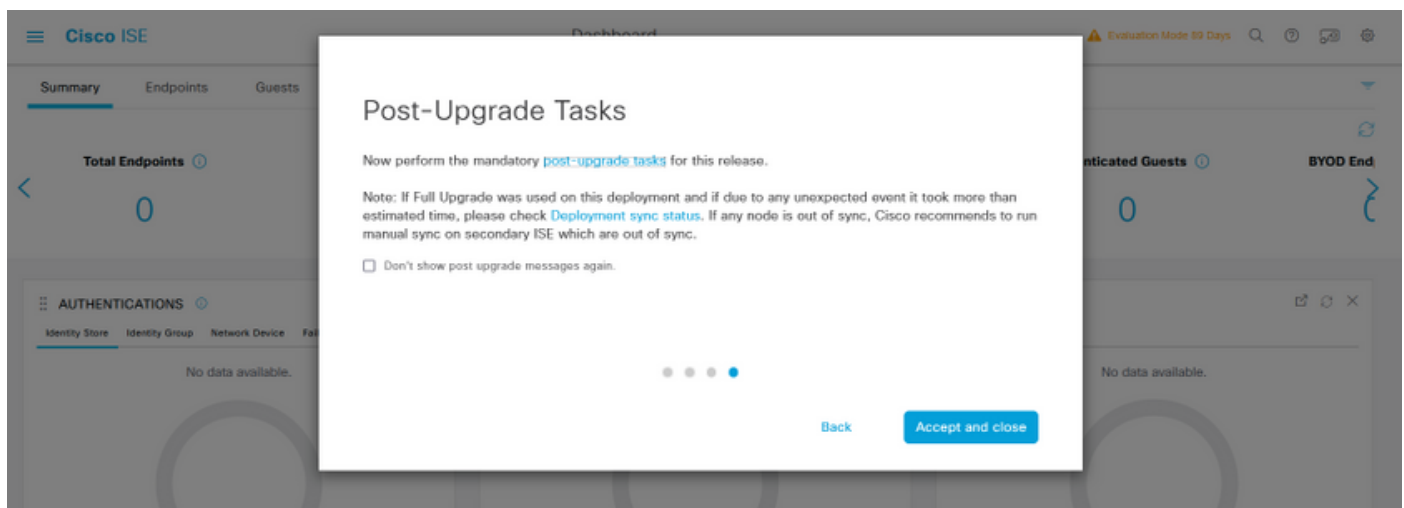 Cisco ISE
Evaluation Mode 89 Days
Summary Endpoints Guests
Total Endpoints
0
nticated Guests
0
BYOD End
Post-Upgrade Tasks
Now perform the mandatory post-upgrade tasks for this release.
Note: If Full Upgrade was used on this deployment and if due to any unexpected event it took more than
estimated time, please check Deployment sync status. If any node is out of sync, Cisco recommends to run
manual sync on secondary ISE which are out of sync.
Don't show post upgrade messages again.
Back
Accept and close
AUTHENTICATIONS
Identity Store Identity Group Network Device Fail
No data available.
No data available.